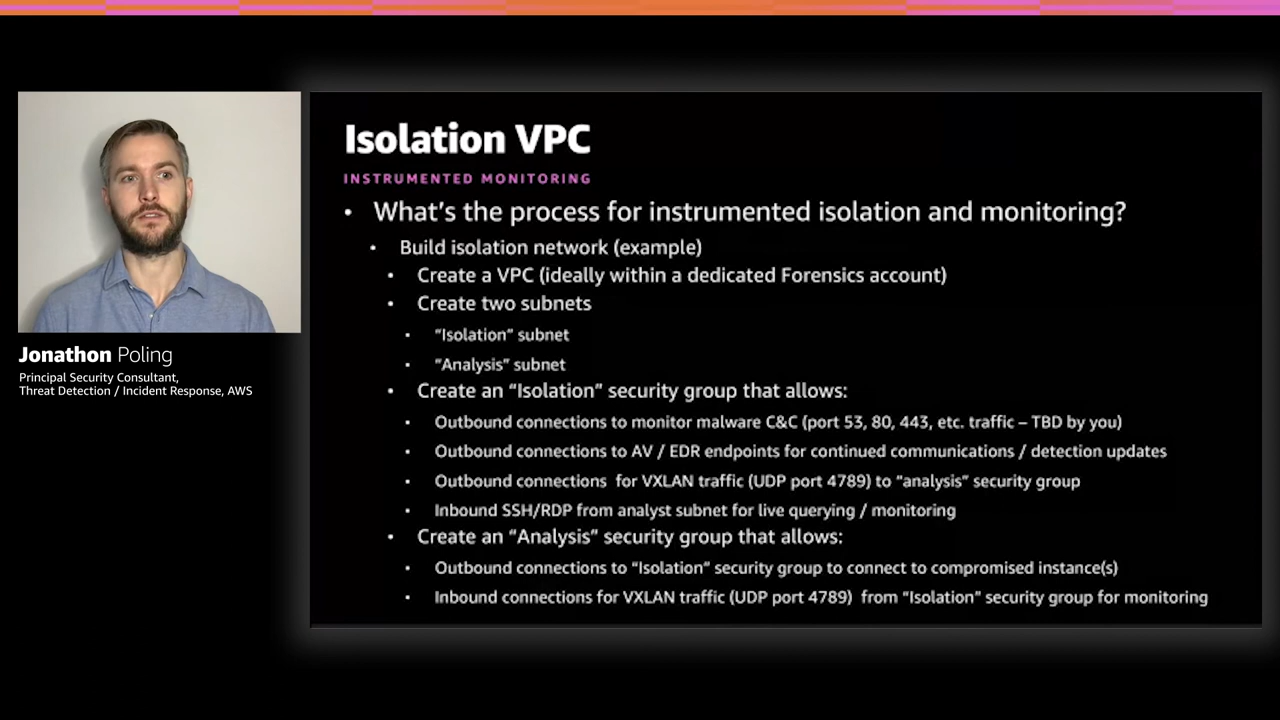 Isolation VPC
INSTRUMENTED MONITORING
• What's the process for instrumented isolation and monitoring?
• Build isolation network (example)
• Create a VPC (ideally within a dedicated Forensics account)
• Create two subnets
• “Isolation” subnet
• “Analysis” subnet
• Create an “Isolation” security group that allows:
• Outbound connections to monitor malware C&C (port 53, 80, 443, etc. traffic – TBD by you)
• Outbound connections to AV / EDR endpoints for continued communications / detection updates
• Outbound connections for VXLAN traffic (UDP port 4789) to “analysis” security group
• Inbound SSH/RDP from analyst subnet for live querying / monitoring
• Create an “Analysis” security group that allows:
• Outbound connections to “Isolation” security group to connect to compromised instance(s)
• Inbound connections for VXLAN traffic (UDP port 4789) from “Isolation” security group for monitoring
Jonathon Poling
Principal Security Consultant,
Threat Detection / Incident Response, AWS